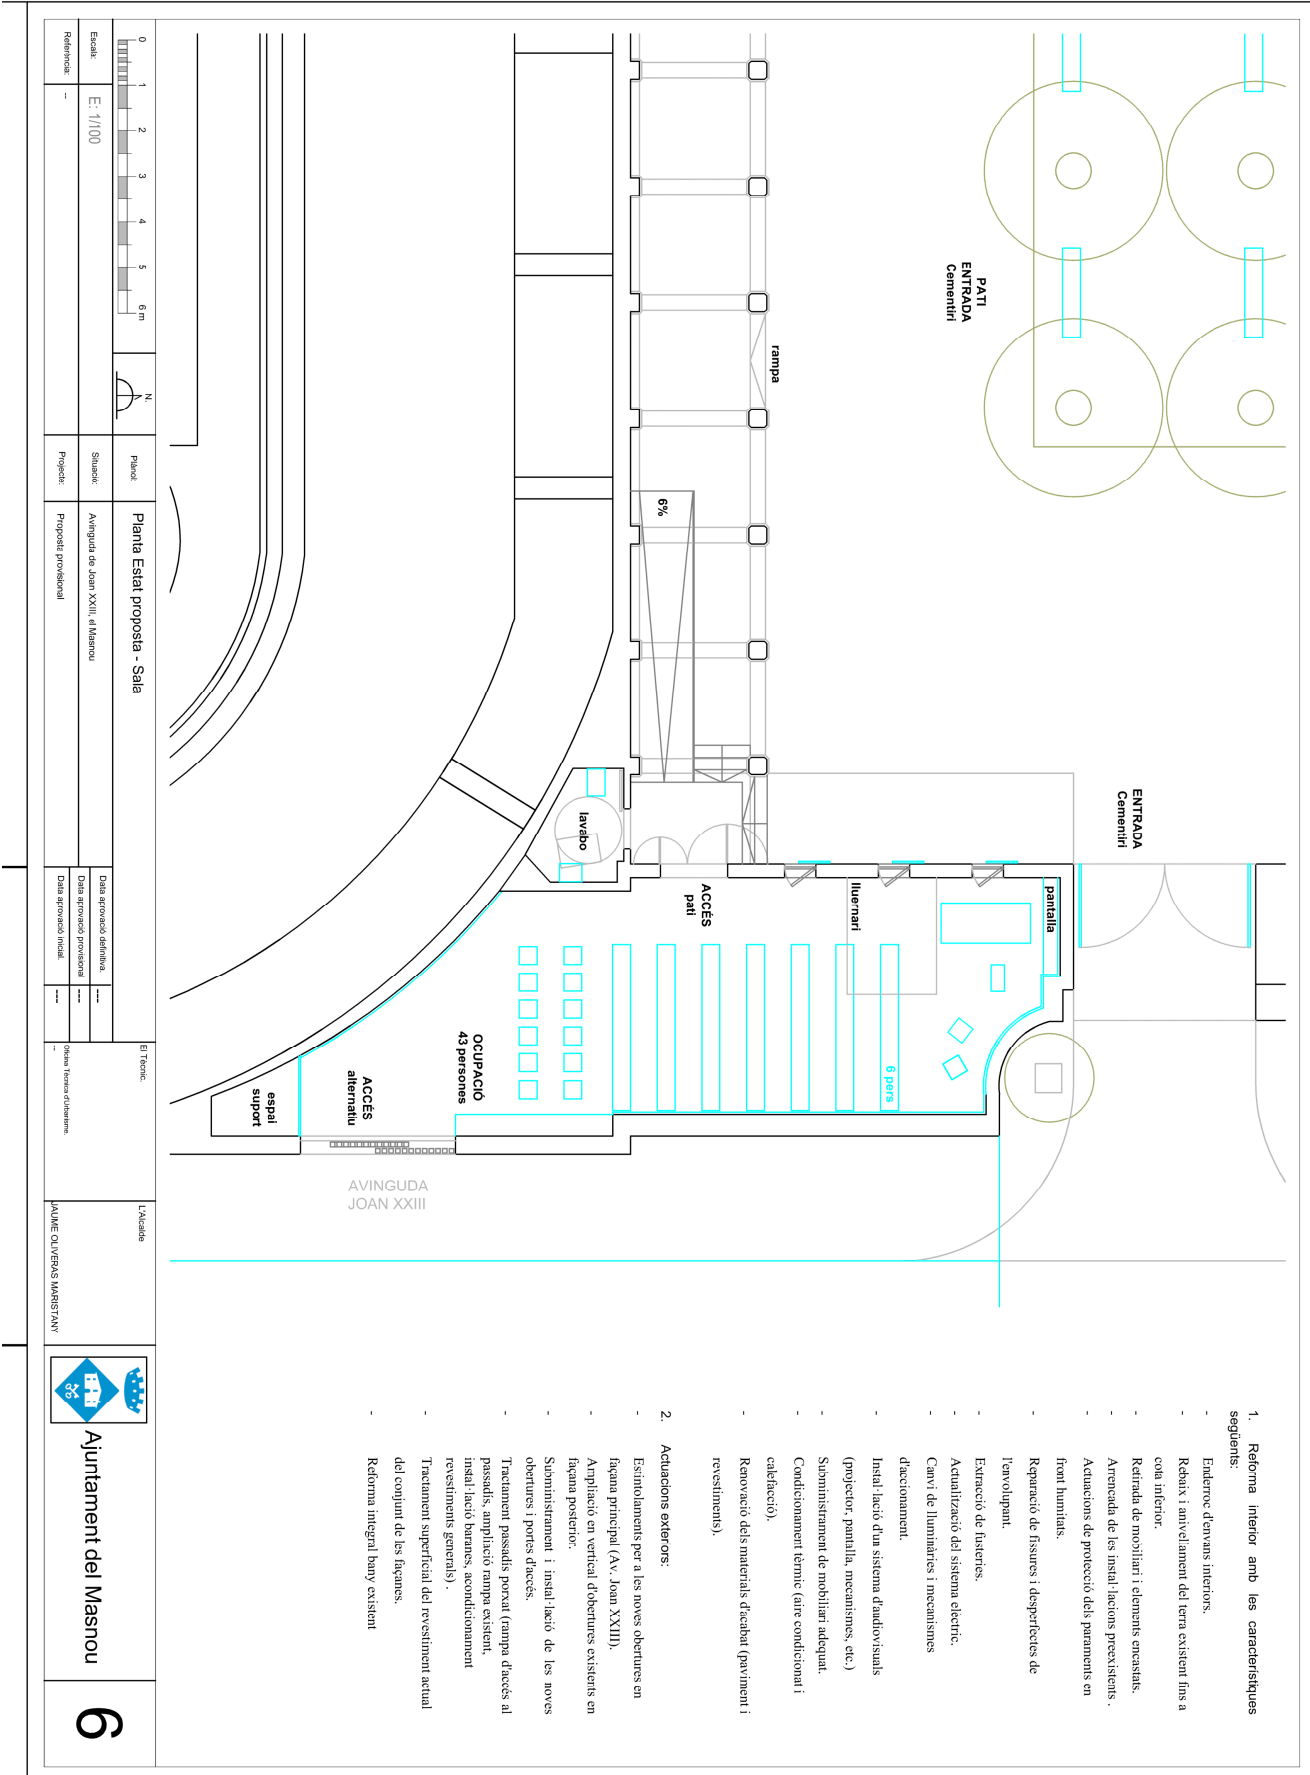 PATI
ENTRADA
Cementiri
rampa
6%
ENTRADA
Cementiri
lavabo
ACCÉS
pati
lluernari
pantalla
6 pers
OCUPACIÓ
43 persones
ACCÉS
alternatiu
espai
suport
AVINGUDA
JOAN XXIII
1. Reforma interior amb les característiques
següents:
- Enderroc d'envans interiors.
- Rebaix i anivellament del terra existent fins a
cota inferior.
- Retirada de mobiliari i elements encastats.
- Arrencada de les instal·lacions preexistents .
- Actuacions de protecció dels paraments en
front humitats.
- Reparació de fissures i desperfectes de
l'envolupant.
- Extracció de fusteries.
- Actualització del sistema elèctric.
- Canvi de lluminàries i mecanismes
d'accionament.
- Instal·lació d'un sistema d'audiovisuals
(projector, pantalla, mecanismes, etc.)
- Subministrament de mobiliari adequat.
- Condicionament tèrmic (aire condicionat i
calefacció).
- Renovació dels materials d'acabat (paviment i
revestiments).
2. Actuacions exteriors:
- Estintolaments per a les noves obertures en
façana principal (Av. Joan XXIII).
- Ampliació en vertical d'obertures existents en
façana posterior.
- Subministrament i instal·lació de les noves
obertures i portes d'accés.
- Tractament passadís porxat (rampa d'accés al
passadís, ampliació rampa existent,
instal·lació baranes, acondicionament
revestiments generals) .
- Tractament superficial del revestiment actual
del conjunt de les façanes.
- Reforma integral bany existent
0 1 2 3 4 5 6 m
Escala:
E: 1/100
Referència:
--
N.
Plànol:
Planta Estat proposta - Sala
Situació:
Avinguda de Joan XXIII, el Masnou
Projecte:
Proposta provisional
Data aprovació definitiva.
---
Data aprovació provisional
---
Data aprovació inicial.
---
El Tècnic.
Oficina Tècnica d'Urbanisme.
--
L'Alcalde
JAUME OLIVERAS MARISTANY
Ajuntament del Masnou
6